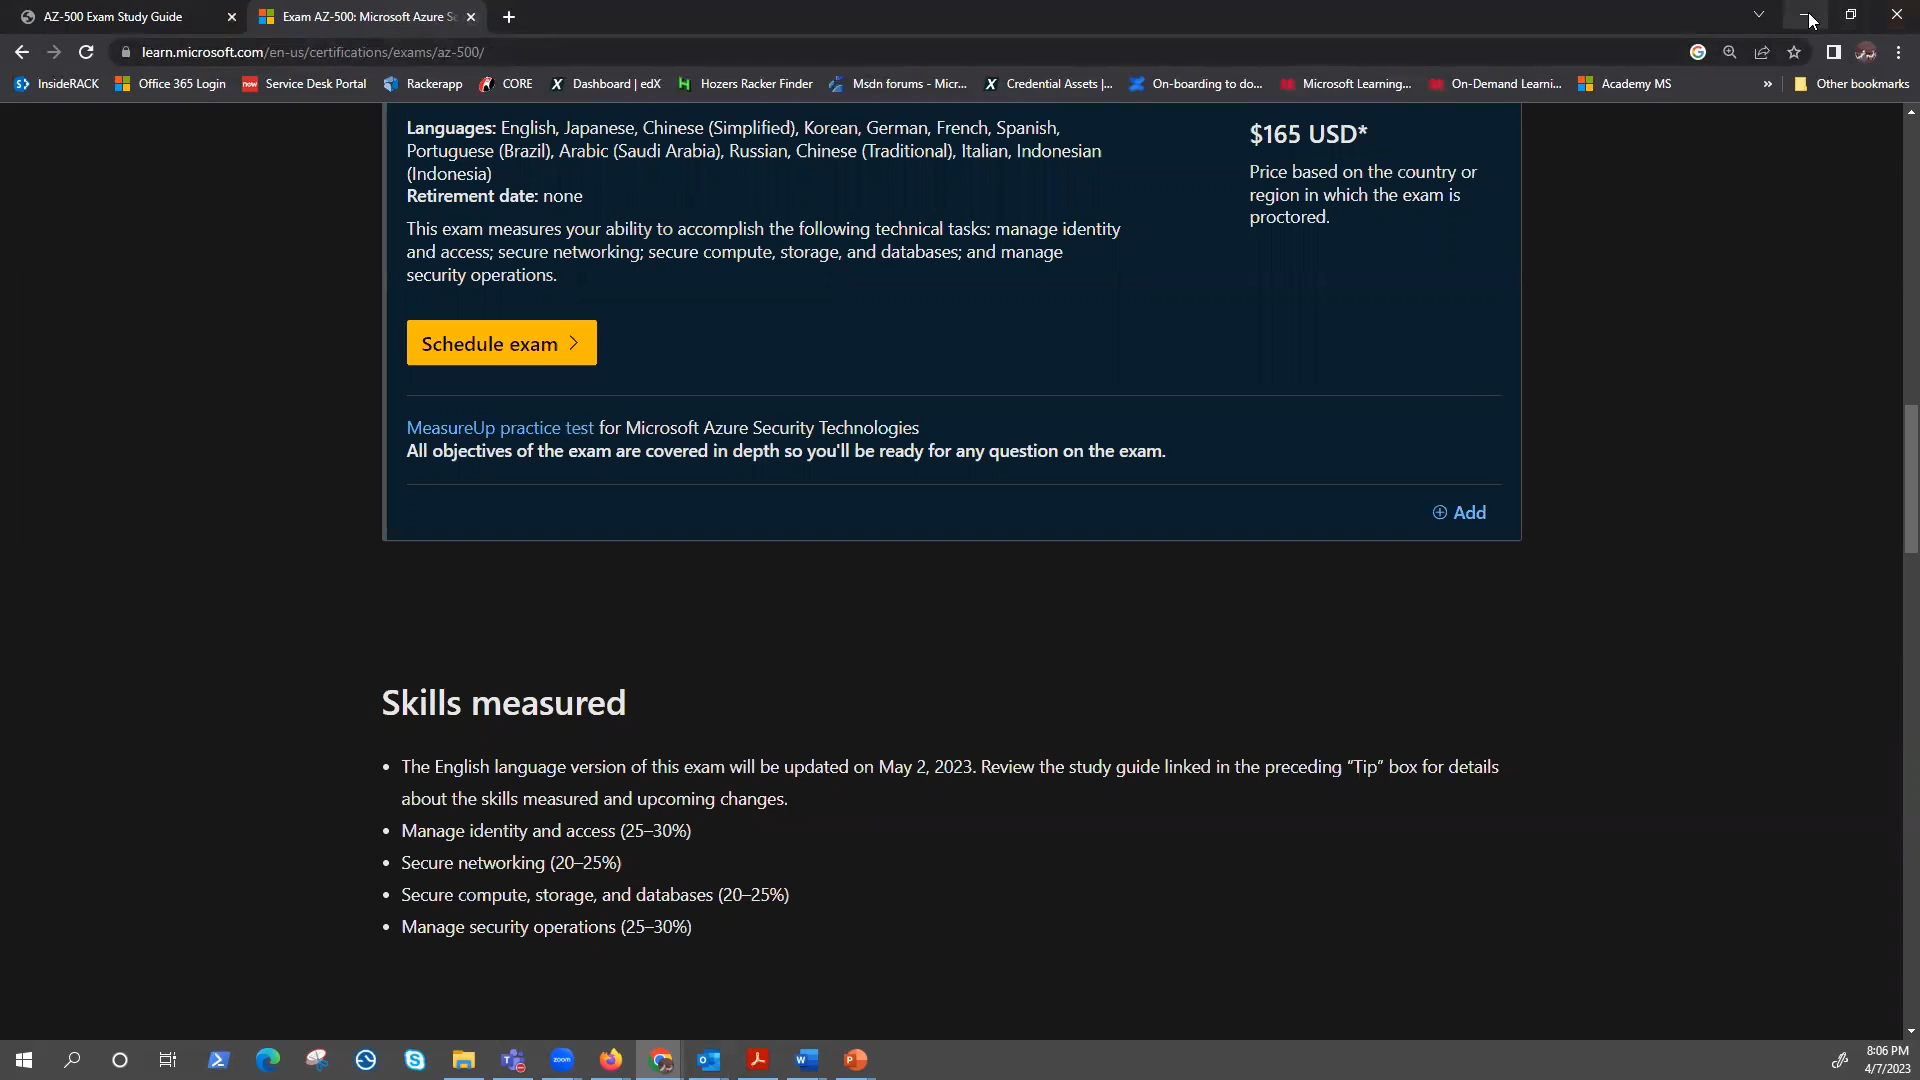 AZ-500 Exam Study Guide
Exam AZ-500: Microsoft Azure Se
learn.microsoft.com/en-us/certifications/exams/az-500/
InsideRACK
Office 365 Login
now
Service Desk Portal
Rackerapp
CORE
Dashboard | edX
Hozers Racker Finder
Msdn forums - Micr...
Credential Assets |...
On-boarding to do...
Microsoft Learning...
On-Demand Learni...
Academy MS
»
Other bookmarks
Languages: English, Japanese, Chinese (Simplified), Korean, German, French, Spanish,
Portuguese (Brazil), Arabic (Saudi Arabia), Russian, Chinese (Traditional), Italian, Indonesian
(Indonesia)
Retirement date: none
$165 USD*
Price based on the country or
region in which the exam is
proctored.
This exam measures your ability to accomplish the following technical tasks: manage identity
and access; secure networking; secure compute, storage, and databases; and manage
security operations.
Schedule exam
MeasureUp practice test for Microsoft Azure Security Technologies
All objectives of the exam are covered in depth so you'll be ready for any question on the exam.
Add
Skills measured
• The English language version of this exam will be updated on May 2, 2023. Review the study guide linked in the preceding “Tip” box for details
about the skills measured and upcoming changes.
• Manage identity and access (25–30%)
• Secure networking (20–25%)
• Secure compute, storage, and databases (20–25%)
• Manage security operations (25–30%)
zoom
8:06 PM
4/7/2023